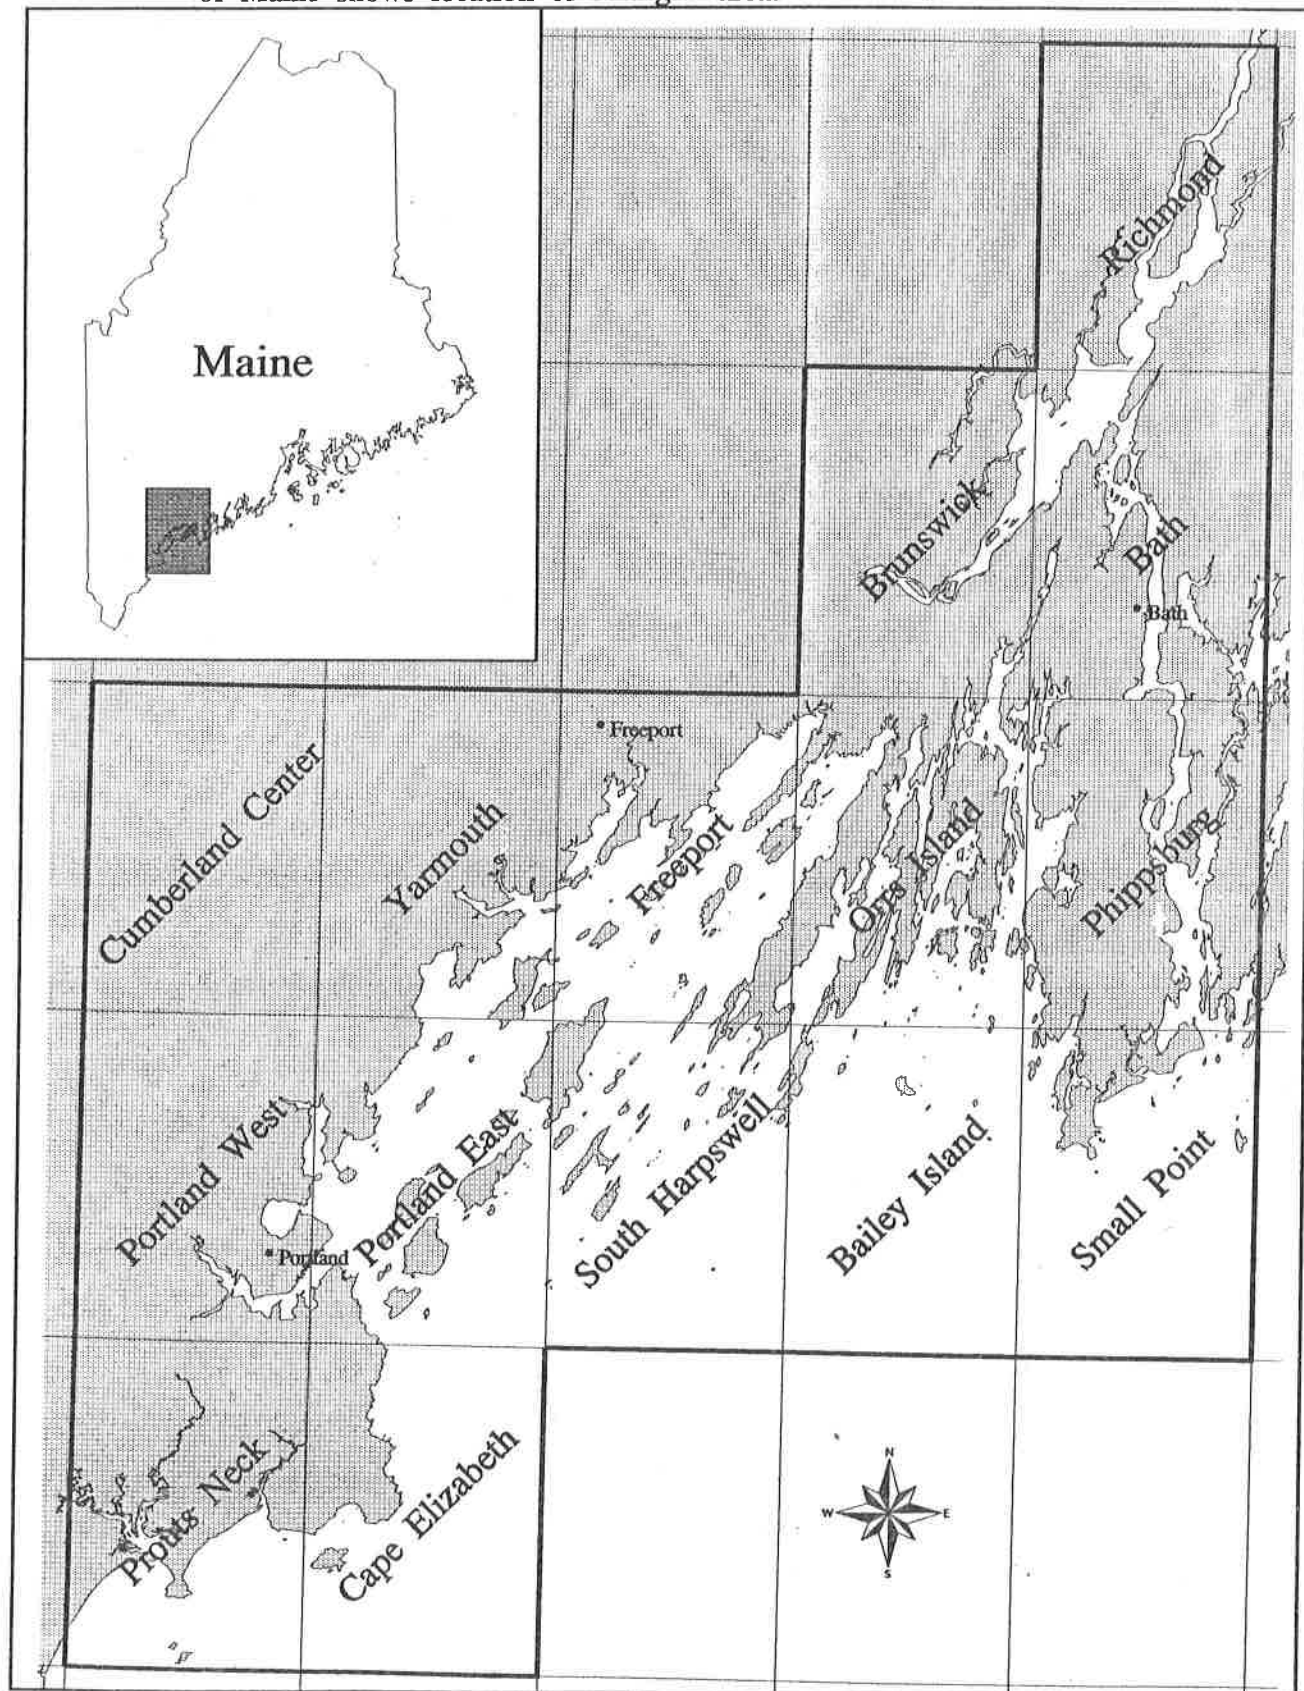 Maine
Richmond
Brunswick
Bath
Bath
Freeport
Cumberland Center
Yarmouth
Freeport
Orrs Island
Phippsburg
Portland West
Portland East
South Harpswell
Bailey Island
Small Point
Portland
Prouts Neck
Cape Elizabeth
N
W
E
S